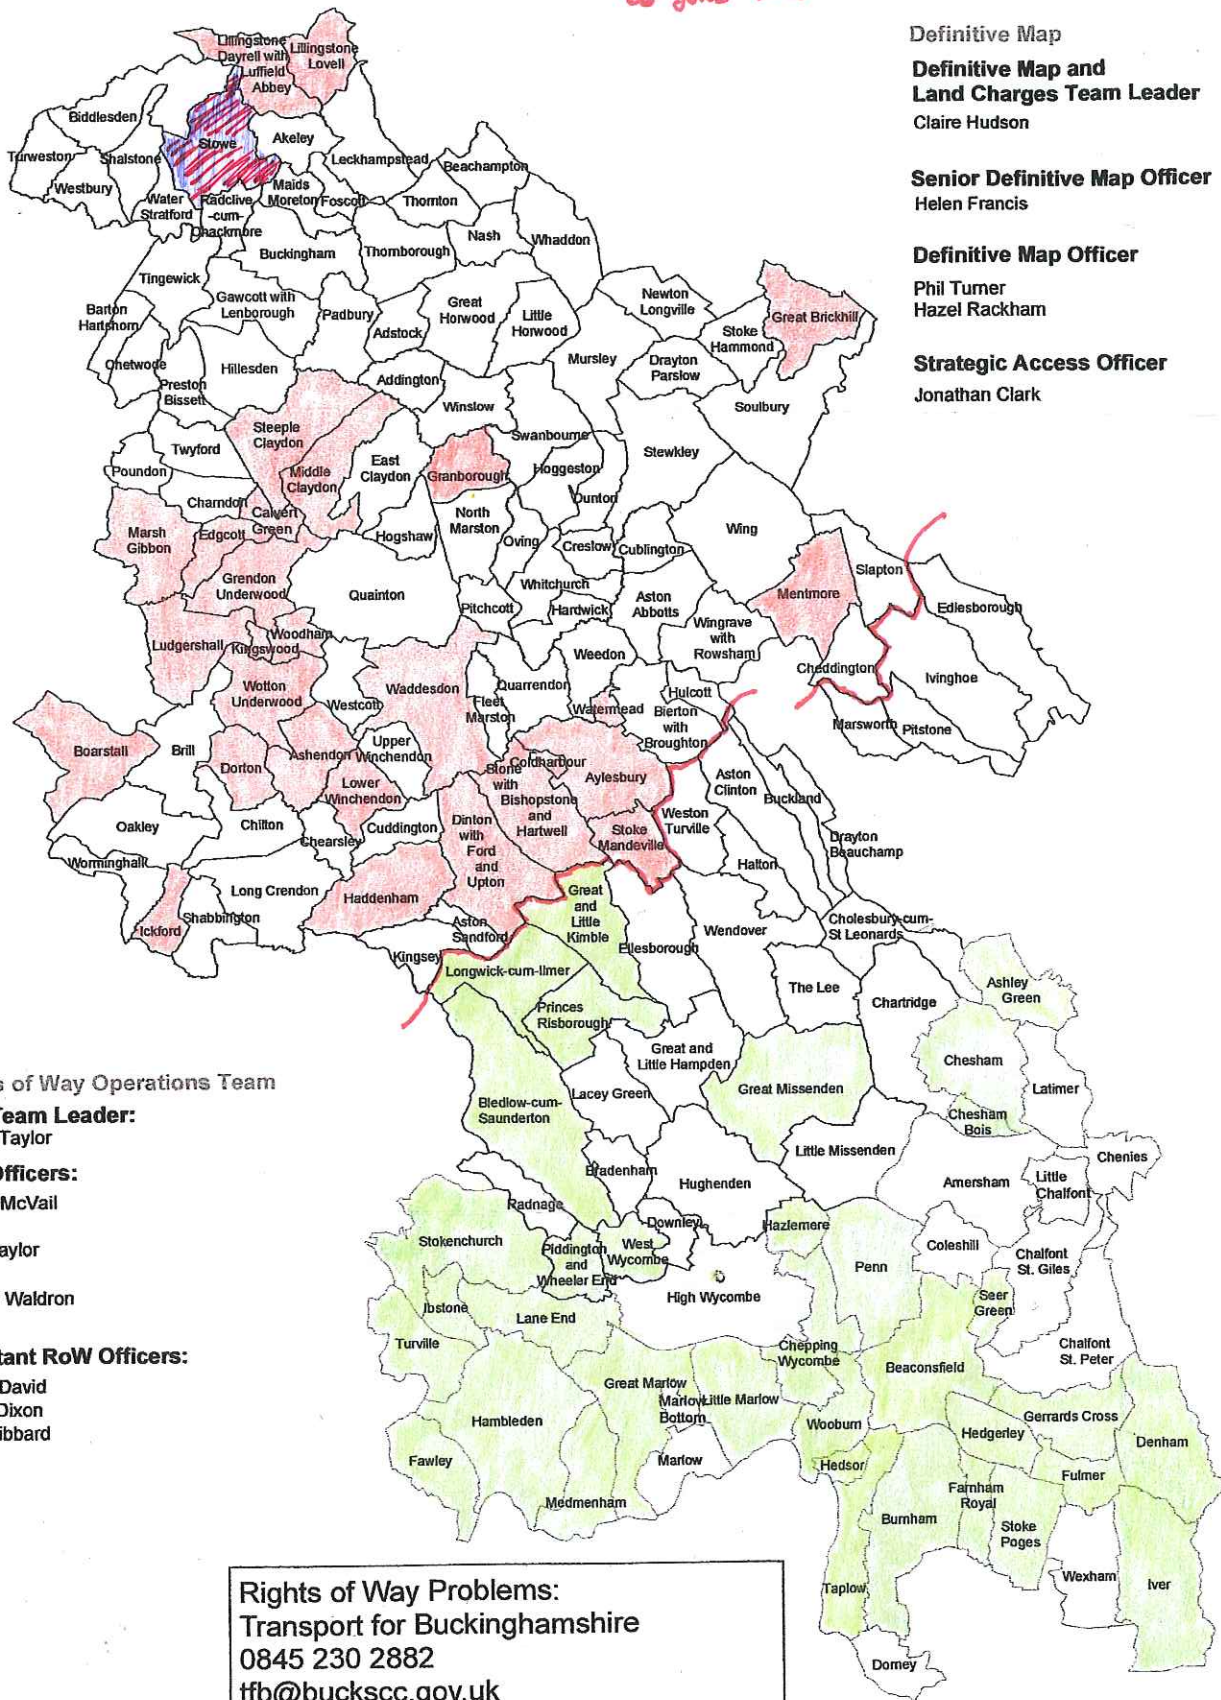 Definitive Map
Definitive Map and
Land Charges Team Leader
Claire Hudson
Senior Definitive Map Officer
Helen Francis
Definitive Map Officer
Phil Turner
Hazel Rackham
Strategic Access Officer
Jonathan Clark
Lillingstone
Dayrell with
Luffield
Abbey
Lillingstone
Lovell
Biddlesden
Stowe
Akeley
Turweston
Shalstone
Leckhampstead
Beachampton
Westbury
Water
Stratford
Radclive
-cum-
Chackmore
Maids
Moreton
Foscott
Thornton
Buckingham
Thornborough
Nash
Whaddon
Tingewick
Barton
Hartshorn
Gawcott with
Lenborough
Padbury
Adstock
Great
Horwood
Little
Horwood
Newton
Longville
Stoke
Hammond
Great Brickhill
Chetwode
Preston
Bissett
Hillesden
Addington
Mursley
Drayton
Parslow
Winslow
Soulbury
Steeple
Claydon
Swanbourne
Twyford
Poundon
Middle
Claydon
East
Claydon
Granborough
Hoggeston
Stewkley
Dunton
Charndon
Calvert
Green
Marsh
Gibbon
Edgcott
Hogshaw
North
Marston
Oving
Creslow
Cublington
Wing
Slapton
Grendon
Underwood
Quainton
Whitchurch
Pitchcott
Hardwick
Aston
Abbotts
Mentmore
Edlesborough
Ludgershall
Woodham
Kingswood
Wingrave
with
Rowsham
Weedon
Cheddington
Ivinghoe
Wotton
Underwood
Westcott
Waddesdon
Fleet
Marston
Quarrendon
Watermead
Hulcott
Bierton
with
Broughton
Marsworth
Pitstone
Boarstall
Brill
Dorton
Ashendon
Upper
Winchendon
Lower
Winchendon
Coldharbour
Stone
with
Bishopstone
and
Hartwell
Aylesbury
Aston
Clinton
Buckland
Oakley
Chilton
Chearsley
Cuddington
Dinton
with
Ford
and
Upton
Stoke
Mandeville
Weston
Turville
Halton
Drayton
Beauchamp
Worminghall
Long Crendon
Haddenham
Ickford
Shabbington
Aston
Sandford
Great
and
Little
Kimble
Ellesborough
Wendover
Cholesbury-cum-
St Leonards
Kingsey
Longwick-cum-Ilmer
The Lee
Chartridge
Ashley
Green
Princes
Risborough
Great and
Little Hampden
Chesham
Latimer
Lacey Green
Great Missenden
Bledlow-cum-
Saunderton
Chesham
Bois
Bradenham
Little Missenden
Chenies
Hughenden
Amersham
Little
Chalfont
Radnage
Downley
Hazlemere
Stokenchurch
Piddington
and
Wheeler End
West
Wycombe
Coleshill
Penn
Chalfont
St. Giles
High Wycombe
Seer
Green
Ibstone
Lane End
Turville
Chalfont
St. Peter
Chepping
Wycombe
Beaconsfield
Great Marlow
Marlow
Bottom
Little Marlow
Hambleden
Wooburn
Gerrards Cross
Hedgerley
Denham
Fawley
Marlow
Hedsor
Fulmer
Medmenham
Farnham
Royal
Burnham
Stoke
Poges
Wexham
Iver
Taplow
Dorney
s of Way Operations Team
Team Leader:
Taylor
Officers:
McVail
aylor
Waldron
tant RoW Officers:
David
Dixon
ibbard
Rights of Way Problems:
Transport for Buckinghamshire
0845 230 2882
tfb@buckscc.gov.uk